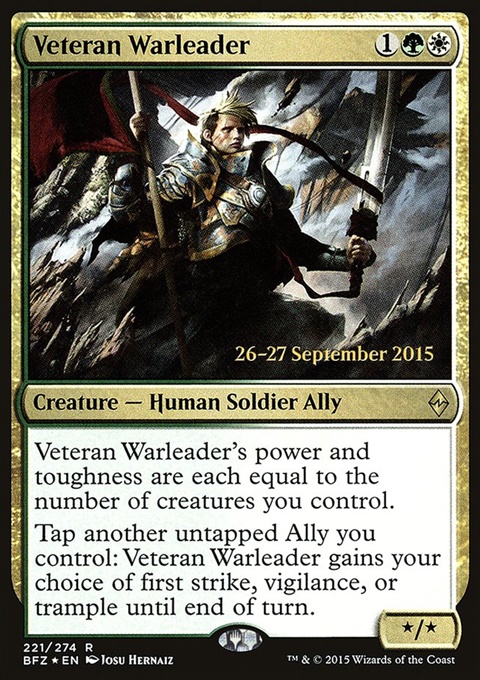 Veteran Warleader 1
26–27 September 2015
Creature — Human Soldier Ally
Veteran Warleader's power and
toughness are each equal to the
number of creatures you control.
Tap another untapped Ally you
control: Veteran Warleader gains your
choice of first strike, vigilance, or
trample until end of turn.
*/*
221/274 R
BFZ ★ EN Josu Hernaiz
™ & © 2015 Wizards of the Coast